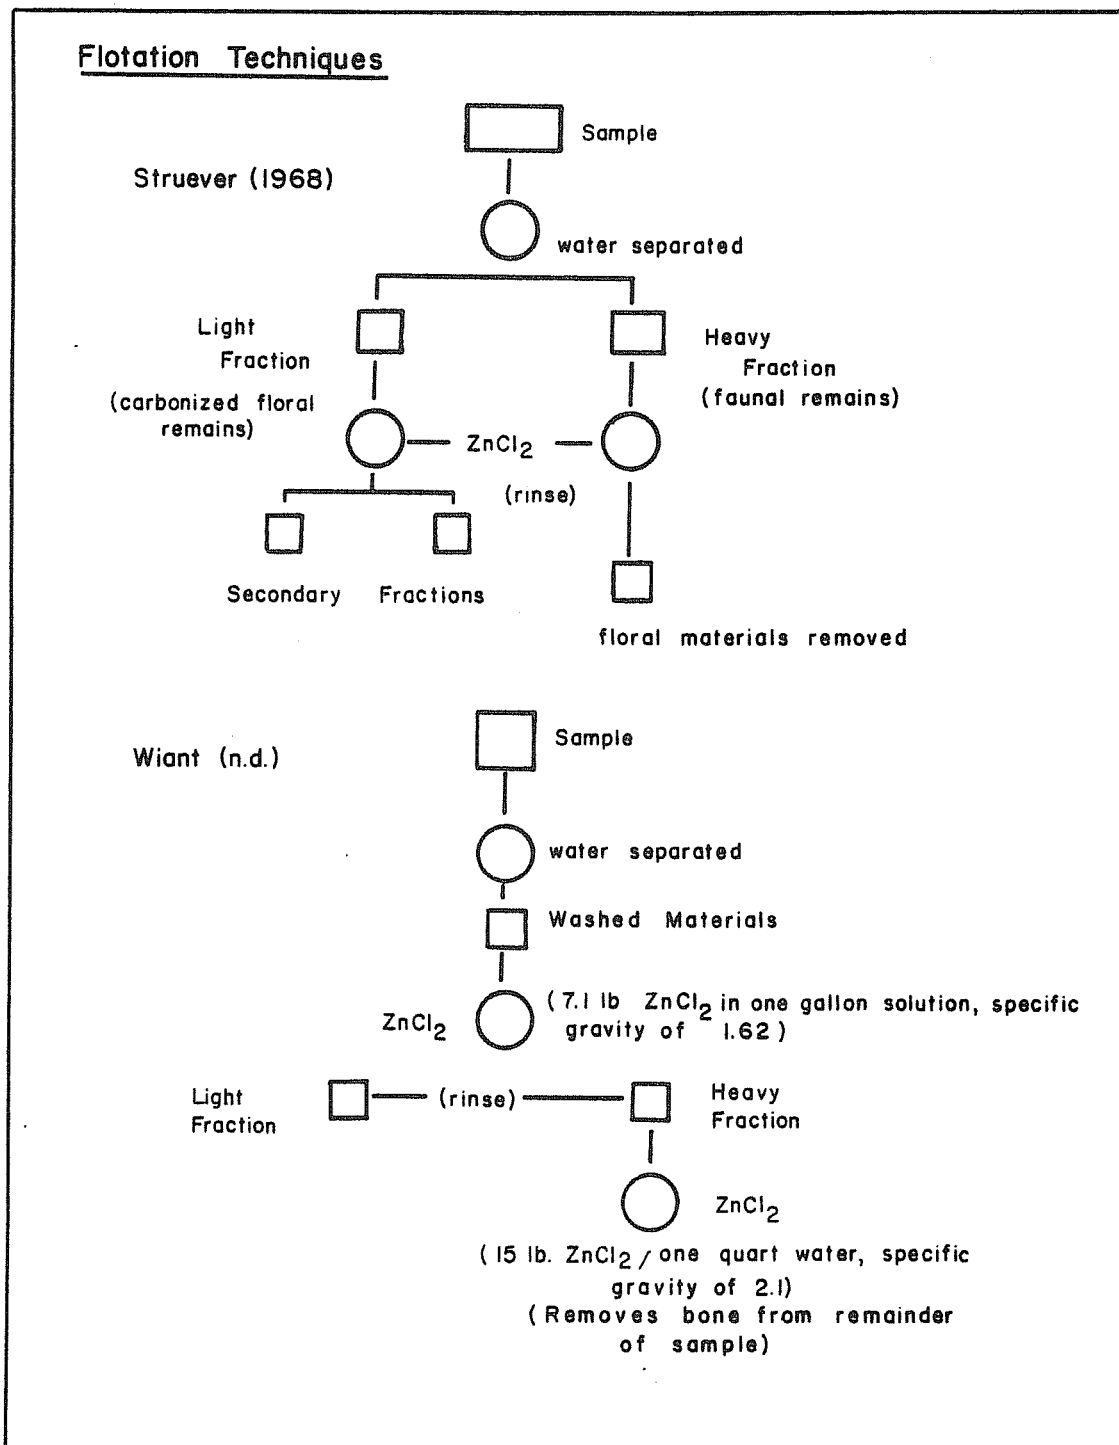 Flotation Techniques
Sample
Struever (1968)
water separated
Light
Fraction
(carbonized floral
remains)
Heavy
Fraction
(faunal remains)
ZnCl₂
(rinse)
Secondary Fractions
floral materials removed
Wiant (n.d.)
Sample
water separated
Washed Materials
ZnCl₂
(7.1 lb ZnCl₂ in one gallon solution, specific
gravity of 1.62)
Light
Fraction
(rinse)
Heavy
Fraction
ZnCl₂
(15 lb. ZnCl₂/one quart water, specific
gravity of 2.1)
(Removes bone from remainder
of sample)